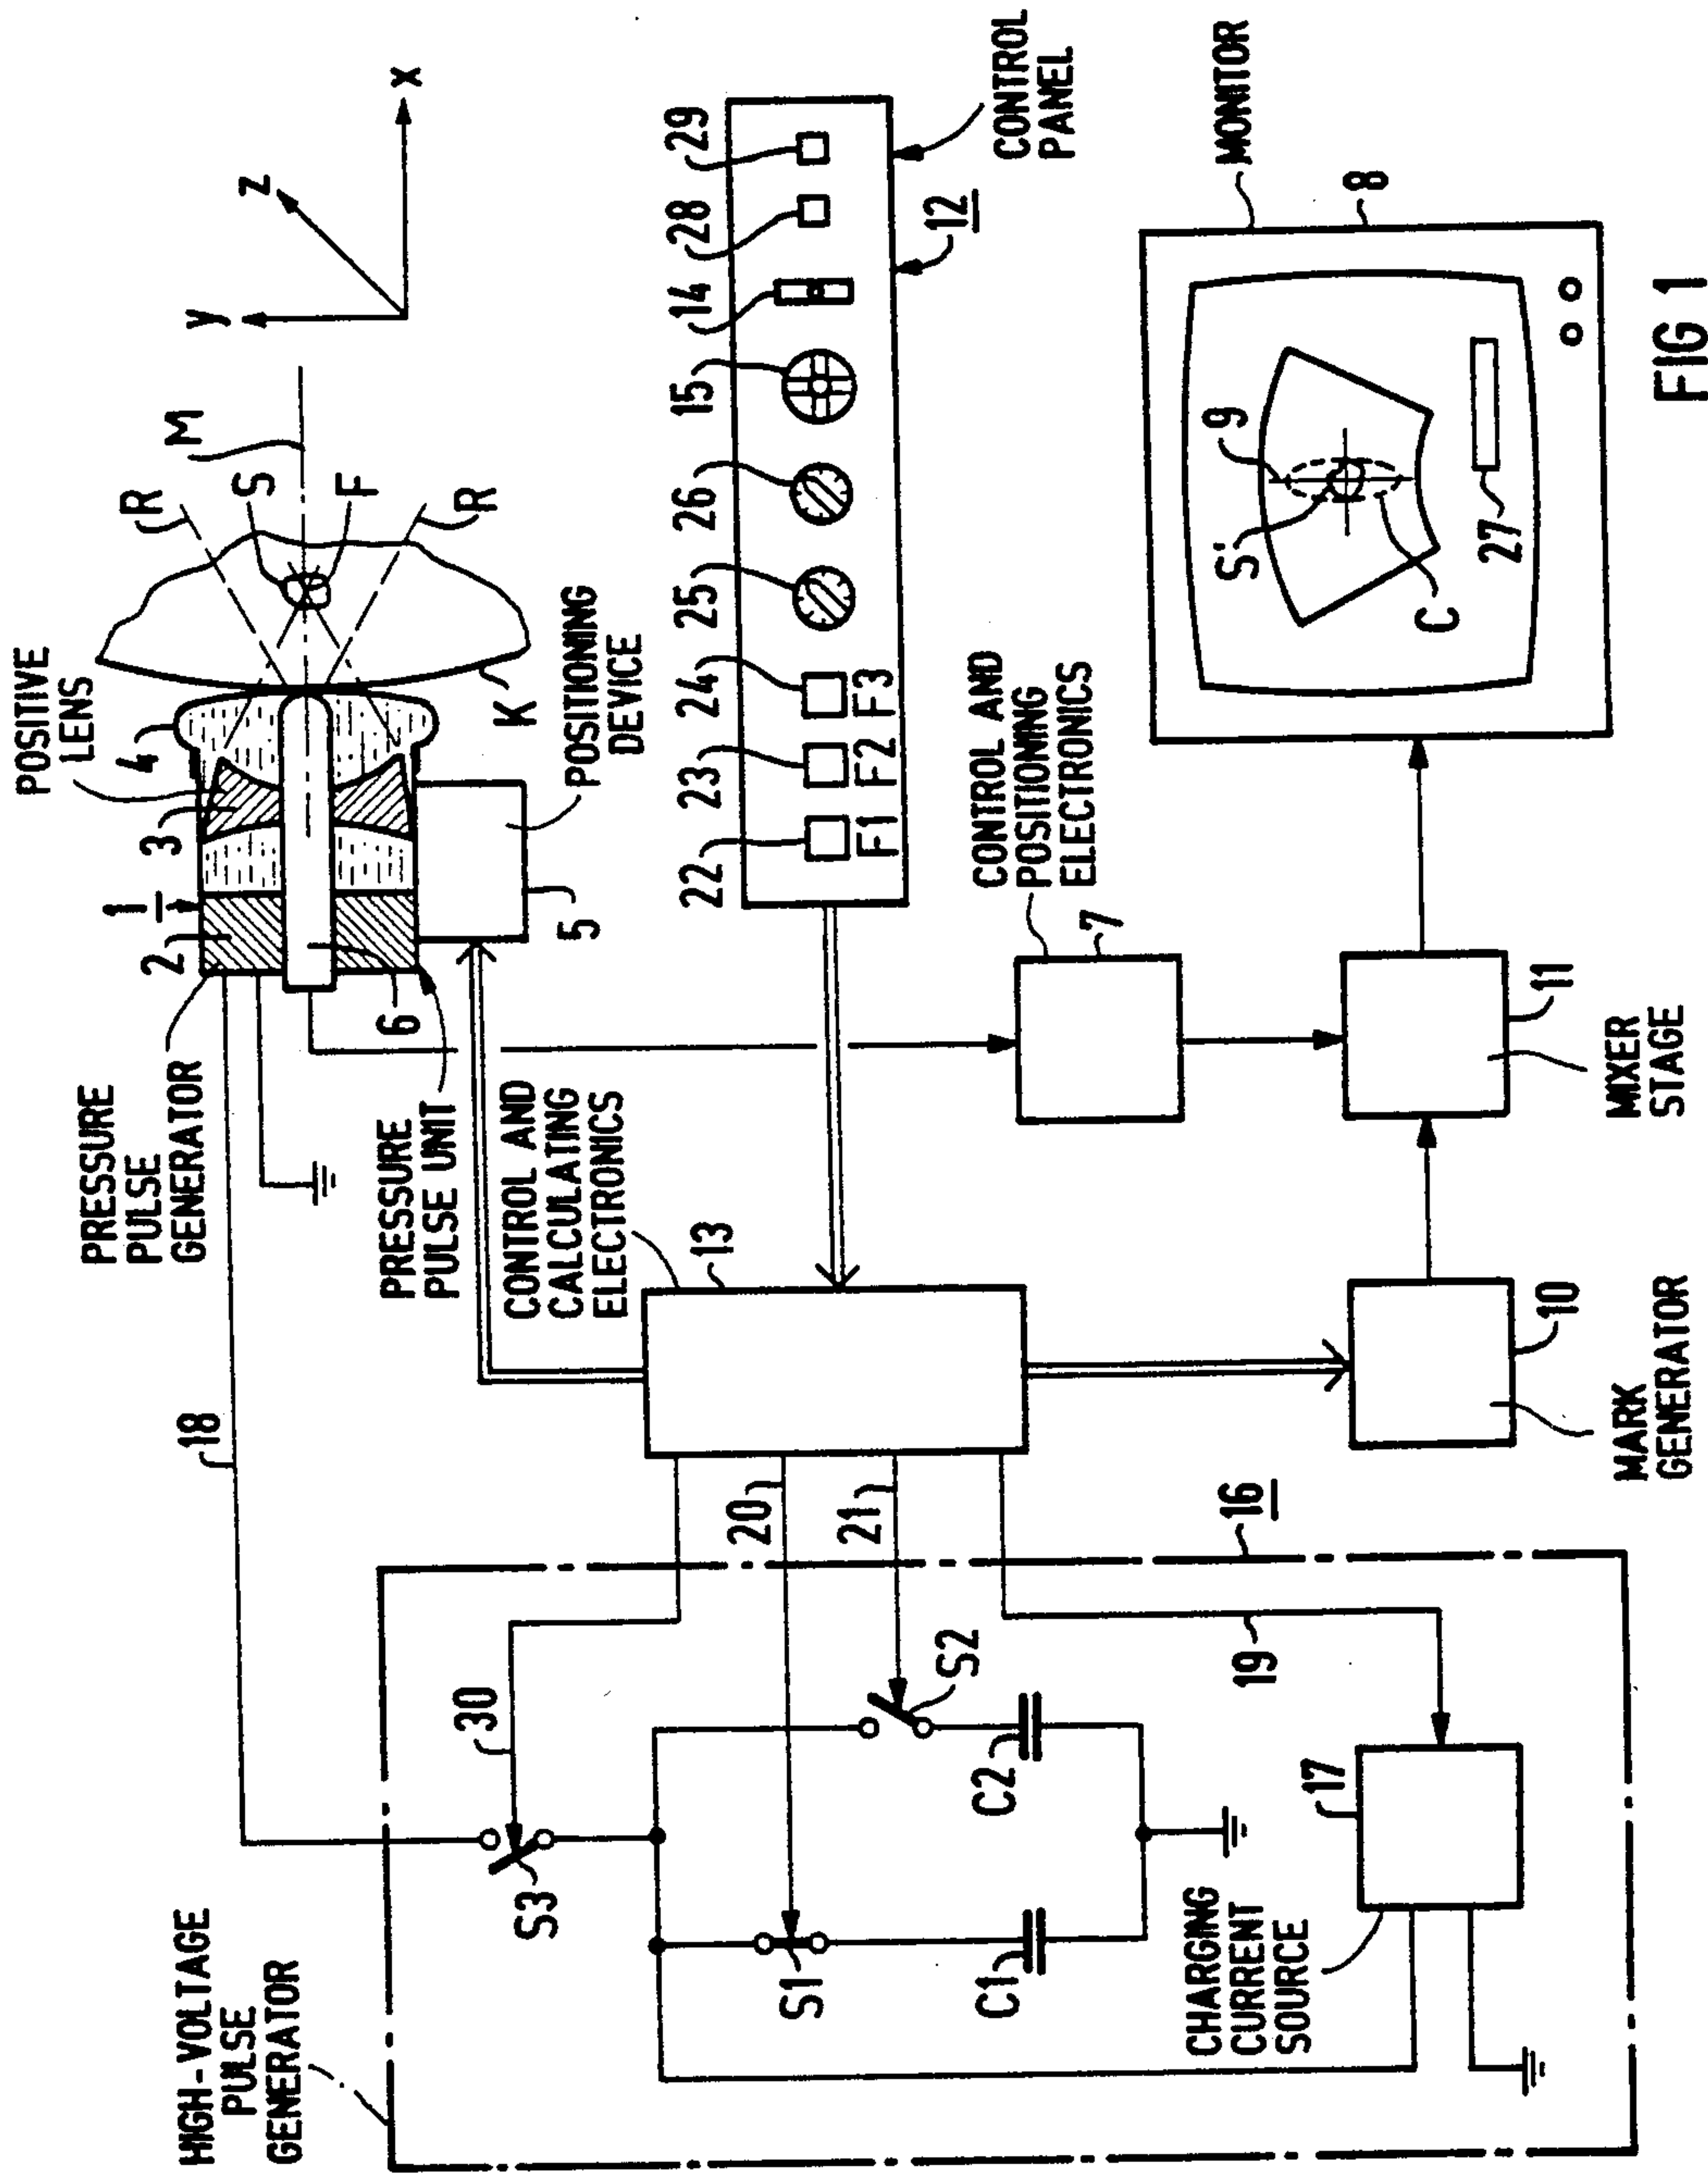 HIGH-VOLTAGE
PULSE
GENERATOR
18
PRESSURE
PULSE
GENERATOR
2
1
3
4
POSITIVE
LENS
R
S
F
R
M
y
z
x
6
5
K
POSITIONING
DEVICE
PRESSURE
PULSE UNIT
CONTROL AND
CALCULATING
ELECTRONICS
13
30
S3
20
21
S1
S2
C1
C2
16
19
17
CHARGING
CURRENT
SOURCE
22
23
24
25
26
15
14
28
29
F1
F2
F3
12
CONTROL
PANEL
CONTROL AND
POSITIONING
ELECTRONICS
7
MONITOR
8
S'
9
C
27
10
MARK
GENERATOR
11
MIXER
STAGE
FIG 1